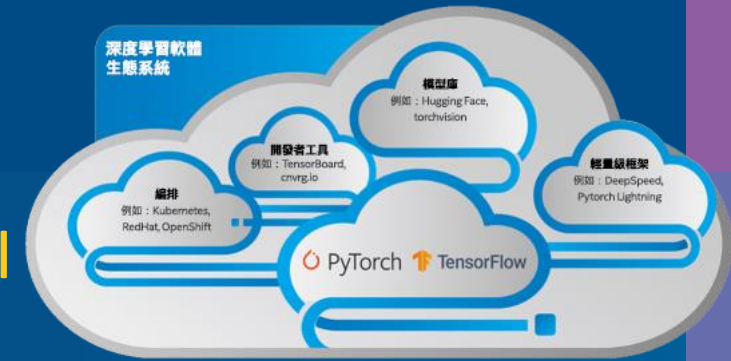 深度學習軟體
生態系統
模型庫
例如：Hugging Face,
torchvision
開發者工具
例如：TensorBoard,
cnvrg.io
輕量級框架
例如：DeepSpeed,
Pytorch Lightning
編排
例如：Kubernetes,
RedHat, OpenShift
PyTorch TensorFlow